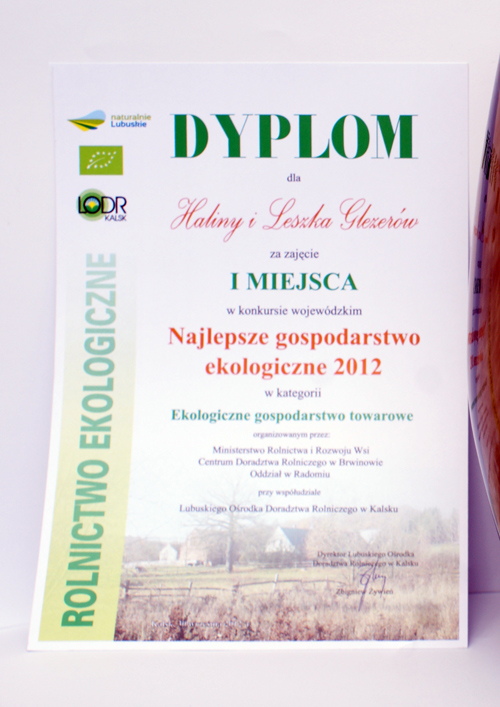 naturalnie
Lubuskie
LODR
KALSK
ROLNICTWO EKOLOGICZNE
DYPLOM
dla
Haliny i Leszka Glezerów
za zajęcie
I MIEJSCA
w konkursie wojewódzkim
Najlepsze gospodarstwo
ekologiczne 2012
w kategorii
Ekologiczne gospodarstwo towarowe
organizowanym przez:
Ministerstwo Rolnictwa i Rozwoju Wsi
Centrum Doradztwa Rolniczego w Brwinowie
Oddział w Radomiu
przy współudziale
Lubuskiego Ośrodka Doradztwa Rolniczego w Kalsku
Dyrektor Lubuskiego Ośrodka
Doradztwa Rolniczego w Kalsku
Zbigniew Żywień